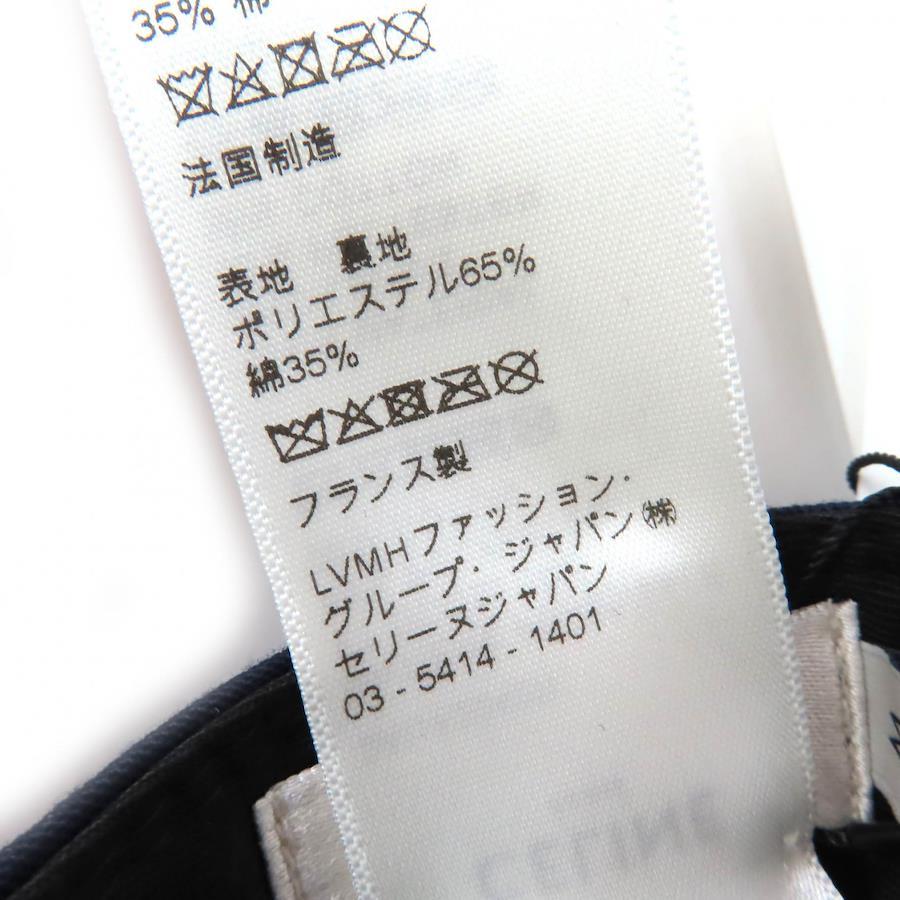 35% 棉
法国制造
表地　裏地
ポリエステル65%
綿35%
フランス製
LVMHファッション・
グループ・ジャパン㈱
セリーヌジャパン
03 - 5414 - 1401